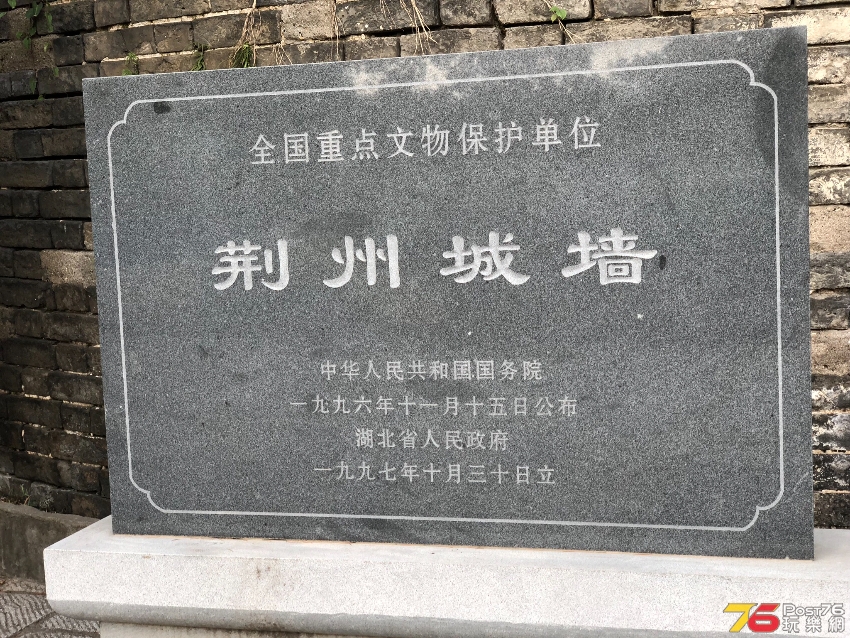 全国重点文物保护单位
荆州城墙
中华人民共和国国务院
一九九六年十一月十五日公布
湖北省人民政府
一九九七年十月三十日立
76 Post76
玩樂網